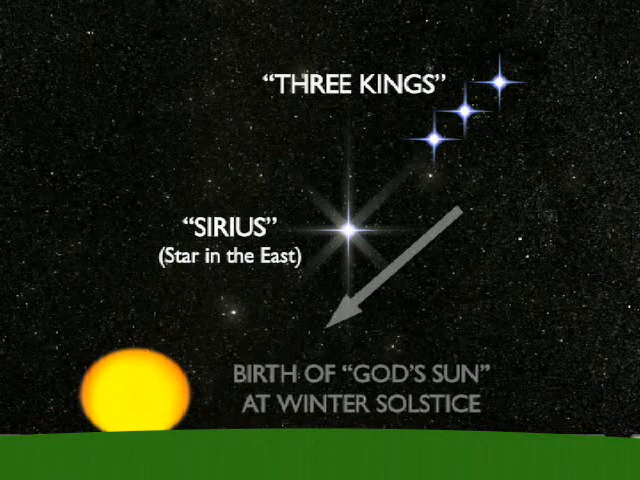 “THREE KINGS”
“SIRIUS”
(Star in the East)
BIRTH OF “GOD’S SUN”
AT WINTER SOLSTICE